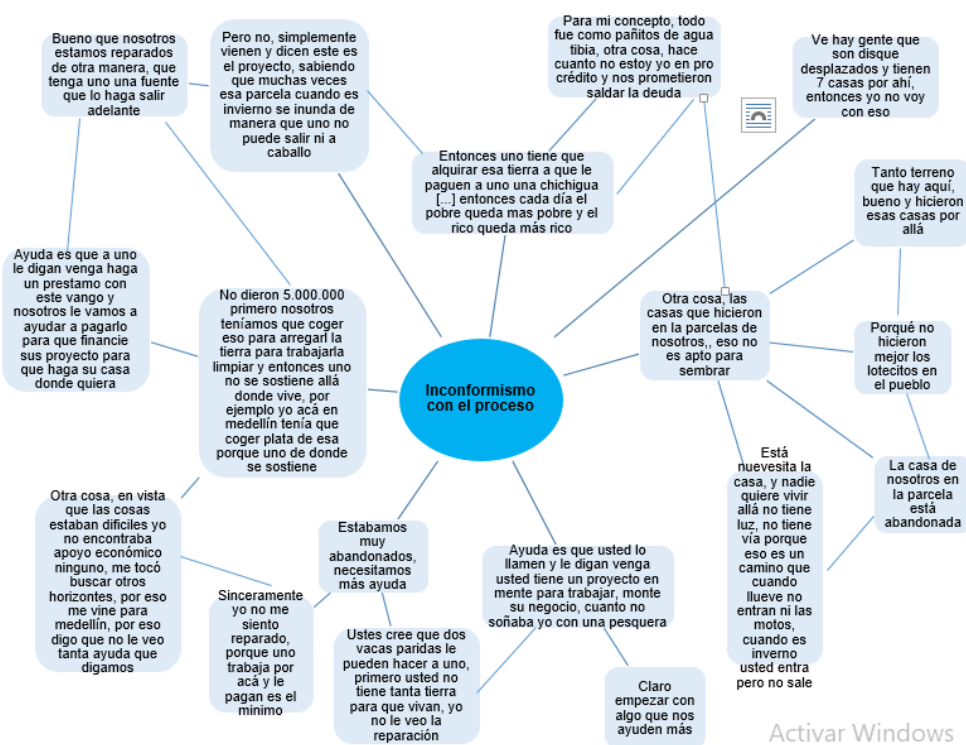 Bueno que nosotros
estamos reparados
de otra manera, que
tenga uno una fuente
que lo haga salir
adelante
Pero no, simplemente
vienen y dicen este es
el proyecto, sabiendo
que muchas veces
esa parcela cuando es
invierno se inunda de
manera que uno no
puede salir ni a
caballo
Para mi concepto, todo
fue como pañitos de agua
tibia, otra cosa, hace
cuanto no estoy yo en pro
crédito y nos prometieron
saldar la deuda
Ve hay gente que
son disque
desplazados y tienen
7 casas por ahí,
entonces yo no voy
con eso
Entonces uno tiene que
alquirar esa tierra a que le
paguen a uno una chichigua
[...] entonces cada día el
pobre queda mas pobre y el
rico queda más rico
Tanto terreno
que hay aquí,
bueno y hicieron
esas casas por
allá
Ayuda es que a uno
le digan venga haga
un prestamo con
este vango y
nosotros le vamos a
ayudar a pagarlo
para que financie
sus proyecto para
que haga su casa
donde quiera
No dieron 5.000.000
primero nosotros
teníamos que coger
eso para arregarl la
tierra para trabajarla
limpiar y entonces uno
no se sostiene allá
donde vive, por
ejemplo yo acá en
medellín tenía que
coger plata de esa
porque uno de donde
se sostiene
Otra cosa, las
casas que hicieron
en la parcelas de
nosotros,, eso no
es apto para
sembrar
Porqué no
hicieron
mejor los
lotecitos en
el pueblo
Inconformismo
con el proceso
Está
nuevesita la
casa, y nadie
quiere vivir
allá no tiene
luz, no tiene
vía porque
eso es un
camino que
cuando
llueve no
entran ni las
motos,
cuando es
inverno
usted entra
pero no sale
La casa de
nosotros en
la parcela
está
abandonada
Otra cosa, en vista
que las cosas
estaban dificiles yo
no encontraba
apoyo económico
ninguno, me tocó
buscar otros
horizontes, por eso
me vine para
medellín, por eso
digo que no le veo
tanta ayuda que
digamos
Estabamos
muy
abandonados,
necesitamos
más ayuda
Ayuda es que usted lo
llamen y le digan venga
usted tiene un proyecto en
mente para trabajar, monte
su negocio, cuanto no
soñaba yo con una pesquera
Sinceramente
yo no me
siento
reparado,
porque uno
trabaja por
acá y le
pagan es el
minimo
Ustes cree que dos
vacas paridas le
pueden hacer a uno,
primero usted no
tiene tanta tierra
para que vivan, yo
no le veo la
reparación
Claro
empezar con
algo que nos
ayuden más
Activar Windows